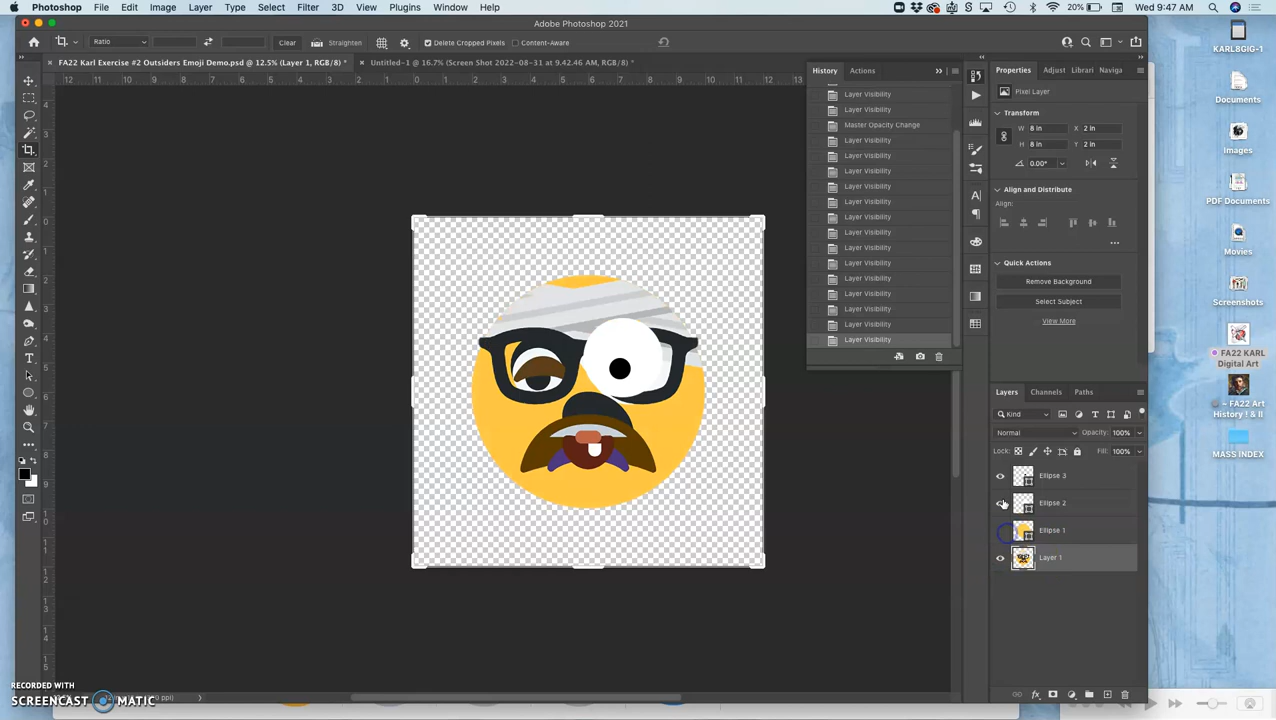 Photoshop File Edit Image Layer Type Select Filter 3D View Plugins Window Help 20% Wed 9:47 AM
Adobe Photoshop 2021
Ratio Clear Straighten Delete Cropped Pixels Content-Aware
FA22 Karl Exercise #2 Outsiders Emoji Demo.psd @ 12.5% (Layer 1, RGB/8) *
Untitled-1 @ 16.7% (Screen Shot 2022-08-31 at 9.42.46 AM, RGB/8) *
History Actions
Layer Visibility
Layer Visibility
Master Opacity Change
Layer Visibility
Layer Visibility
Layer Visibility
Layer Visibility
Layer Visibility
Layer Visibility
Layer Visibility
Layer Visibility
Layer Visibility
Layer Visibility
Layer Visibility
Layer Visibility
Layer Visibility
Layer Visibility
Properties Adjust Librari Naviga
Pixel Layer
Transform
W 8 in X 2 in
H 8 in Y 2 in
0.00°
Align and Distribute
Align:
Quick Actions
Remove Background
Select Subject
View More
Layers Channels Paths
Kind
Normal Opacity: 100%
Lock: Fill: 100%
Ellipse 3
Ellipse 2
Ellipse 1
Layer 1
KARL8GIG-1
Documents
Images
PDF Documents
Movies
Screenshots
FA22 KARL
Digital Art
~ FA22 Art
History I & II
MASS INDEX
RECORDED WITH
SCREENCAST MATIC